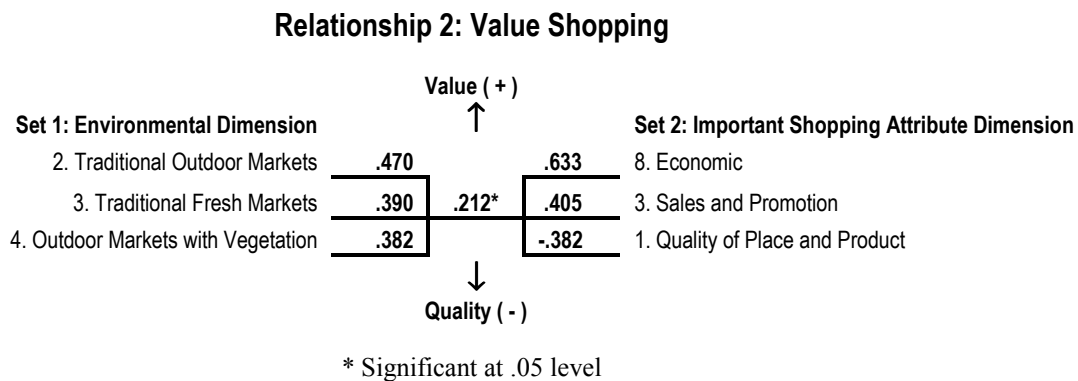 Relationship 2: Value Shopping
Value ( + )
Set 1: Environmental Dimension Set 2: Important Shopping Attribute Dimension
2. Traditional Outdoor Markets .470 .633 8. Economic
3. Traditional Fresh Markets .390 .212* .405 3. Sales and Promotion
4. Outdoor Markets with Vegetation .382 -.382 1. Quality of Place and Product
Quality ( - )
* Significant at .05 level